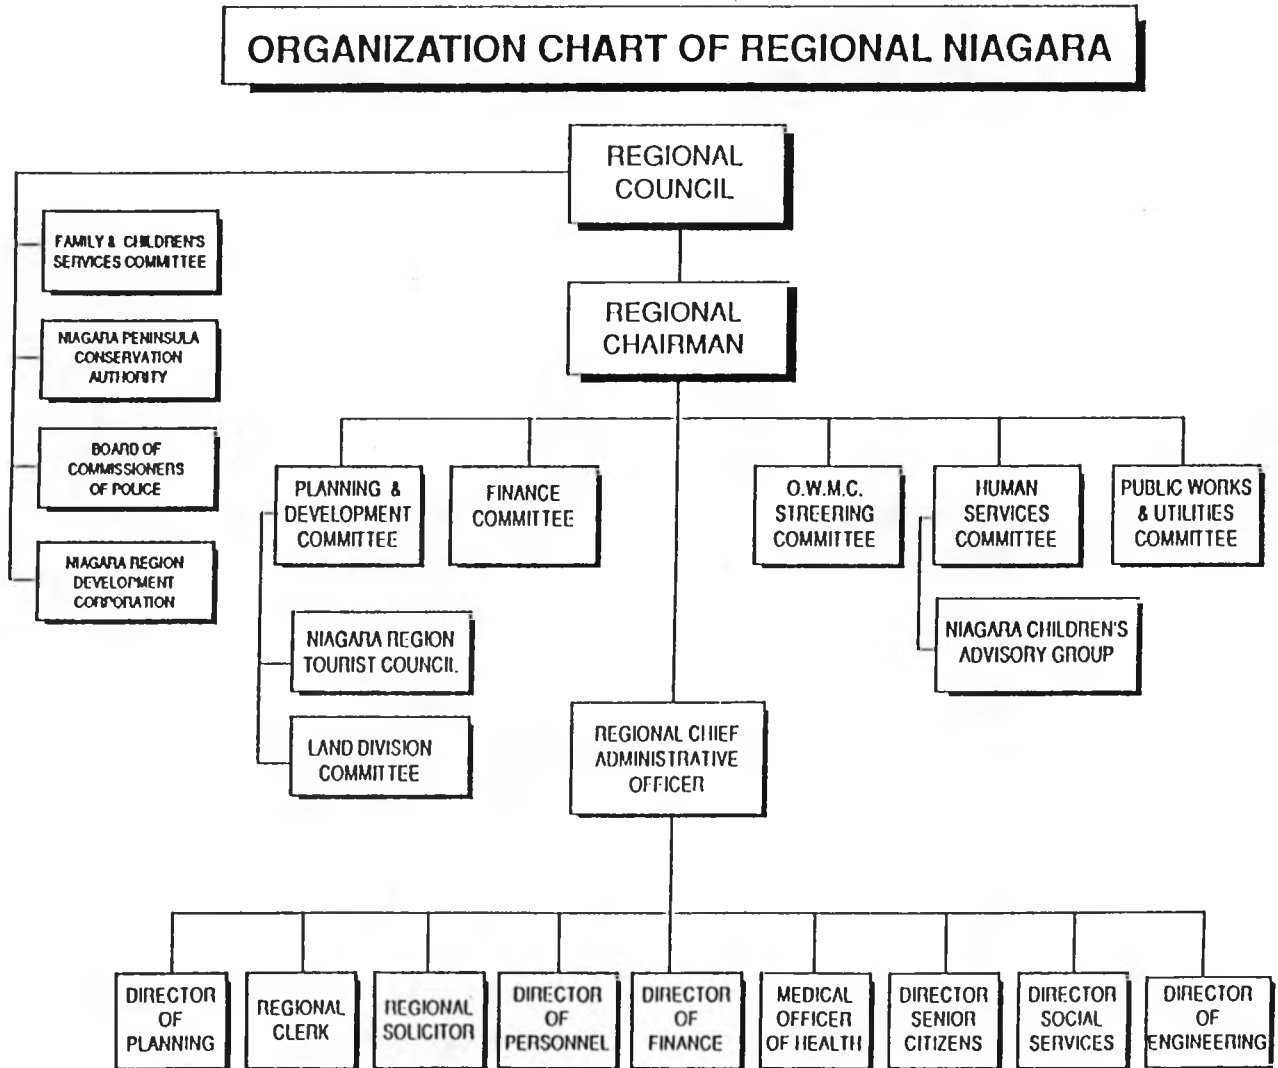 ORGANIZATION CHART OF REGIONAL NIAGARA
REGIONAL
COUNCIL
FAMILY & CHILDREN'S
SERVICES COMMITTEE
NIAGARA PENINSULA
CONSERVATION
AUTHORITY
BOARD OF
COMMISSIONERS
OF POLICE
NIAGARA REGION
DEVELOPMENT
CORPORATION
REGIONAL
CHAIRMAN
PLANNING &
DEVELOPMENT
COMMITTEE
FINANCE
COMMITTEE
O.W.M.C.
STREERING
COMMITTEE
HUMAN
SERVICES
COMMITTEE
PUBLIC WORKS
& UTILITIES
COMMITTEE
NIAGARA REGION
TOURIST COUNCIL
LAND DIVISION
COMMITTEE
NIAGARA CHILDREN'S
ADVISORY GROUP
REGIONAL CHIEF
ADMINISTRATIVE
OFFICER
DIRECTOR
OF
PLANNING
REGIONAL
CLERK
REGIONAL
SOLICITOR
DIRECTOR
OF
PERSONNEL
DIRECTOR
OF
FINANCE
MEDICAL
OFFICER
OF HEALTH
DIRECTOR
SENIOR
CITIZENS
DIRECTOR
SOCIAL
SERVICES
DIRECTOR
OF
ENGINEERING